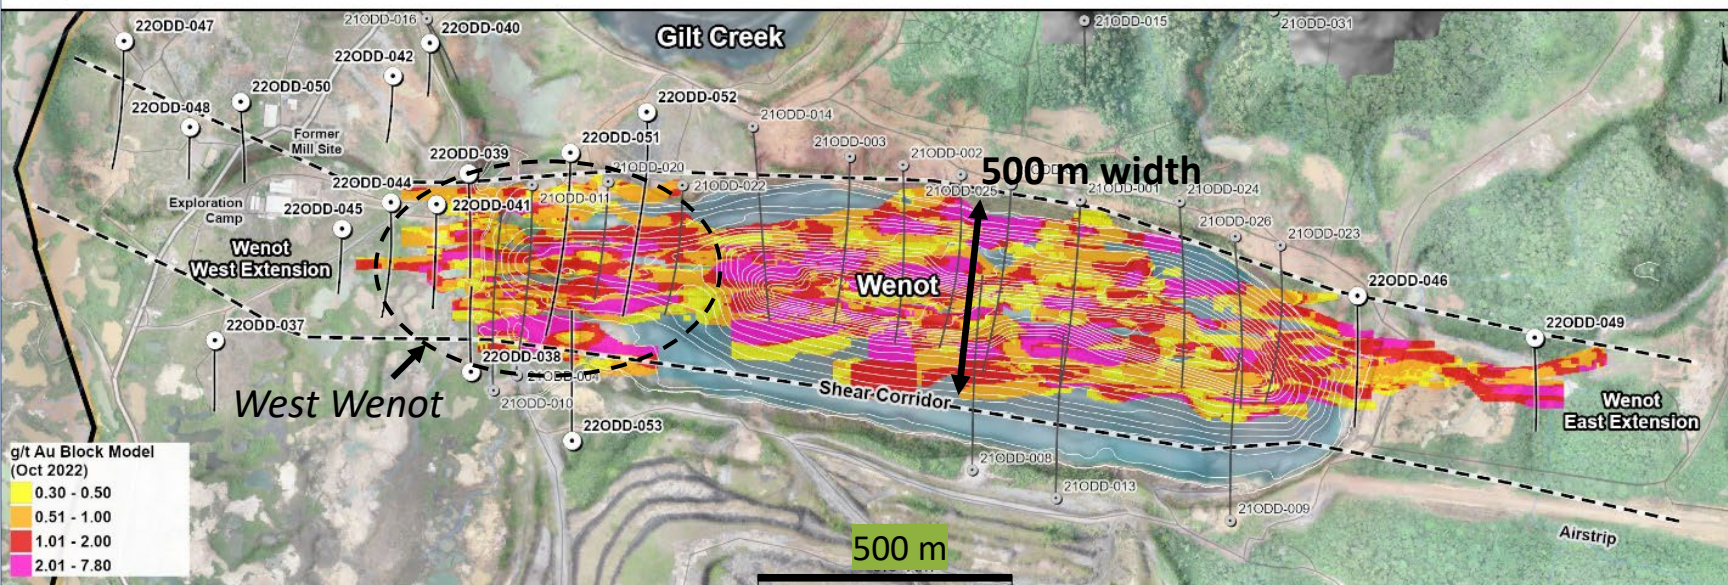 22ODD-047
21ODD-016
22ODD-040
Gilt Creek
21ODD-015
21ODD-031
22ODD-042
22ODD-050
22ODD-048
22ODD-052
21ODD-014
Former
Mill Site
22ODD-051
22ODD-039
21ODD-003
21ODD-002
500 m width
22ODD-044
21ODD-020
21ODD-022
21ODD-025
21ODD-001
21ODD-024
Exploration
Camp
22ODD-045
22ODD-041
21ODD-011
21ODD-026
21ODD-023
Wenot
West Extension
Wenot
22ODD-046
22ODD-037
22ODD-049
22ODD-038
21ODD-004
West Wenot
21ODD-010
Shear Corridor
Wenot
East Extension
22ODD-053
g/t Au Block Model
(Oct 2022)
0.30 - 0.50
0.51 - 1.00
1.01 - 2.00
2.01 - 7.80
21ODD-008
21ODD-013
21ODD-009
Airstrip
500 m